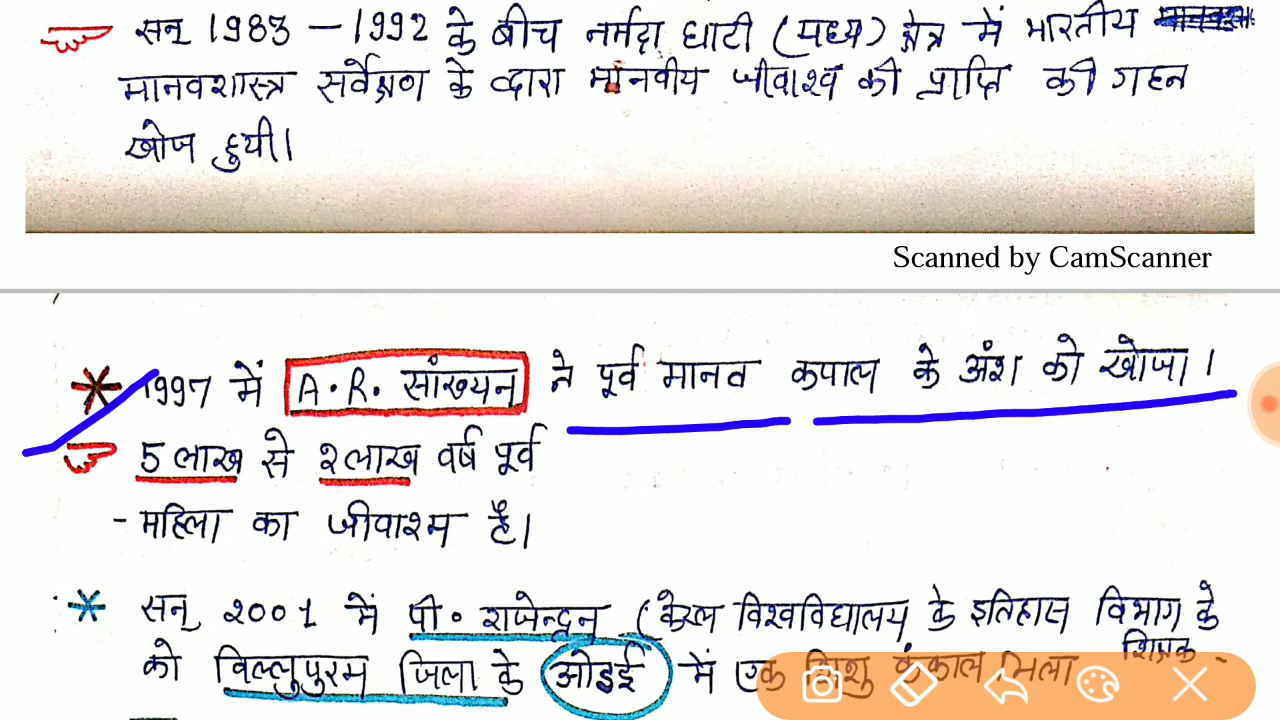 सन् 1983 - 1992 के बीच नर्मदा घाटी (मध्य) क्षेत्र में भारतीय
मानवशास्त्र सर्वेक्षण के द्वारा मानवीय जीवाश्व की प्राप्ति की गहन
खोज हुयी।
Scanned by CamScanner
1997 में A.R. सांख्यन ने पूर्व मानव कपाल के अंश को खोजा।
5 लाख से 2 लाख वर्ष पूर्व
- महिला का जीवाश्म है।
सन् 2001 में पी॰ राजेन्द्रन (केरल विश्वविद्यालय के इतिहास विभाग के
शिक्षक -
को विल्लुपुरम जिला के ओडई में एक शिशु कंकाल मिला